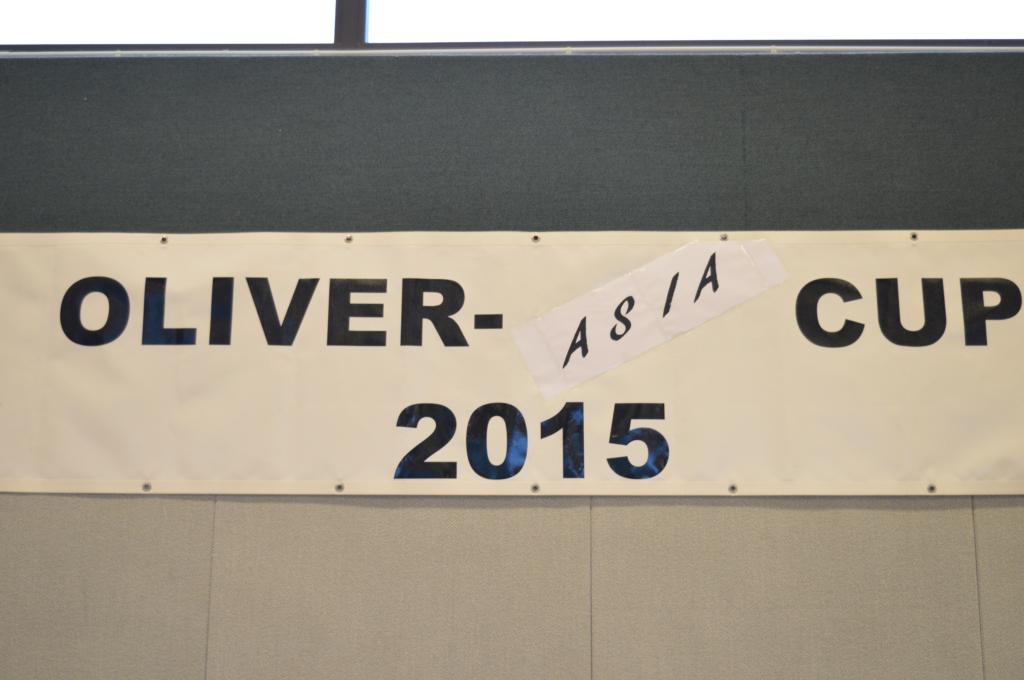 OLIVER- ASIA CUP
2015